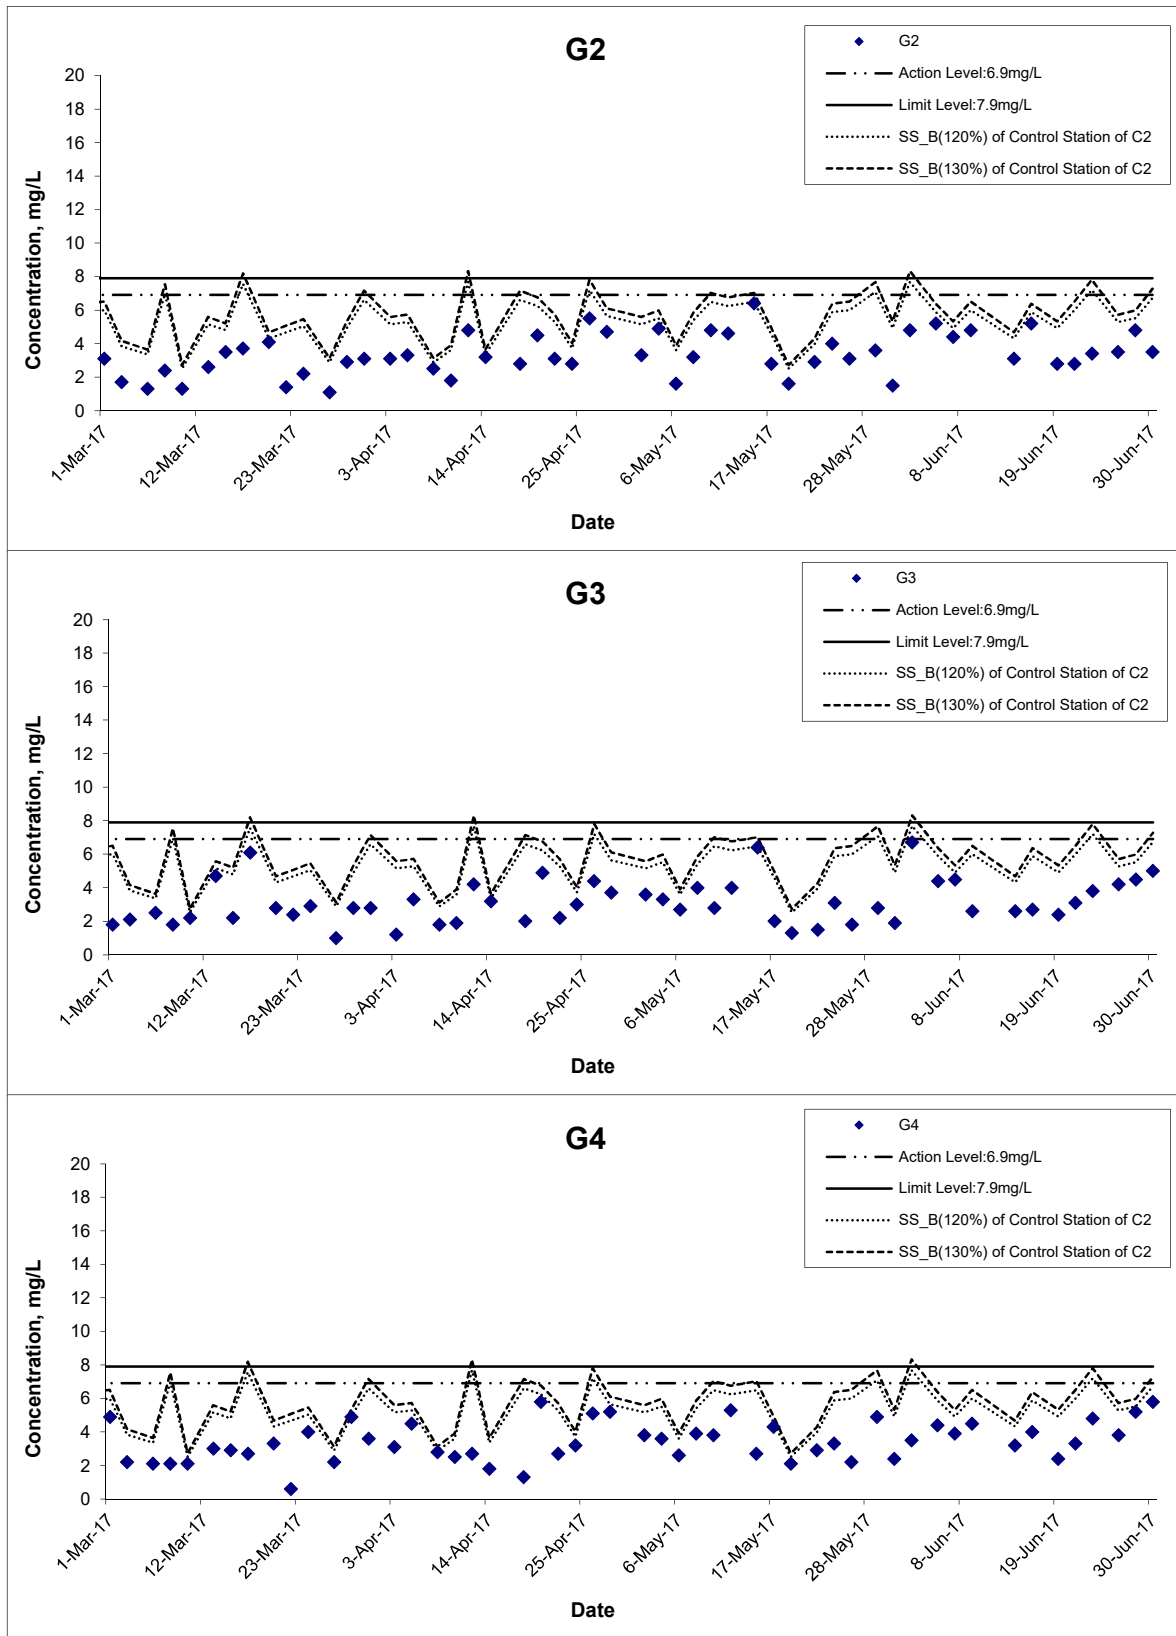 G2
G2
Action Level:6.9mg/L
Limit Level:7.9mg/L
SS_B(120%) of Control Station of C2
SS_B(130%) of Control Station of C2
Concentration, mg/L
20
18
16
14
12
10
8
6
4
2
0
1-Mar-17
12-Mar-17
23-Mar-17
3-Apr-17
14-Apr-17
25-Apr-17
6-May-17
17-May-17
28-May-17
8-Jun-17
19-Jun-17
30-Jun-17
Date
G3
G3
Action Level:6.9mg/L
Limit Level:7.9mg/L
SS_B(120%) of Control Station of C2
SS_B(130%) of Control Station of C2
Concentration, mg/L
20
18
16
14
12
10
8
6
4
2
0
1-Mar-17
12-Mar-17
23-Mar-17
3-Apr-17
14-Apr-17
25-Apr-17
6-May-17
17-May-17
28-May-17
8-Jun-17
19-Jun-17
30-Jun-17
Date
G4
G4
Action Level:6.9mg/L
Limit Level:7.9mg/L
SS_B(120%) of Control Station of C2
SS_B(130%) of Control Station of C2
Concentration, mg/L
20
18
16
14
12
10
8
6
4
2
0
1-Mar-17
12-Mar-17
23-Mar-17
3-Apr-17
14-Apr-17
25-Apr-17
6-May-17
17-May-17
28-May-17
8-Jun-17
19-Jun-17
30-Jun-17
Date